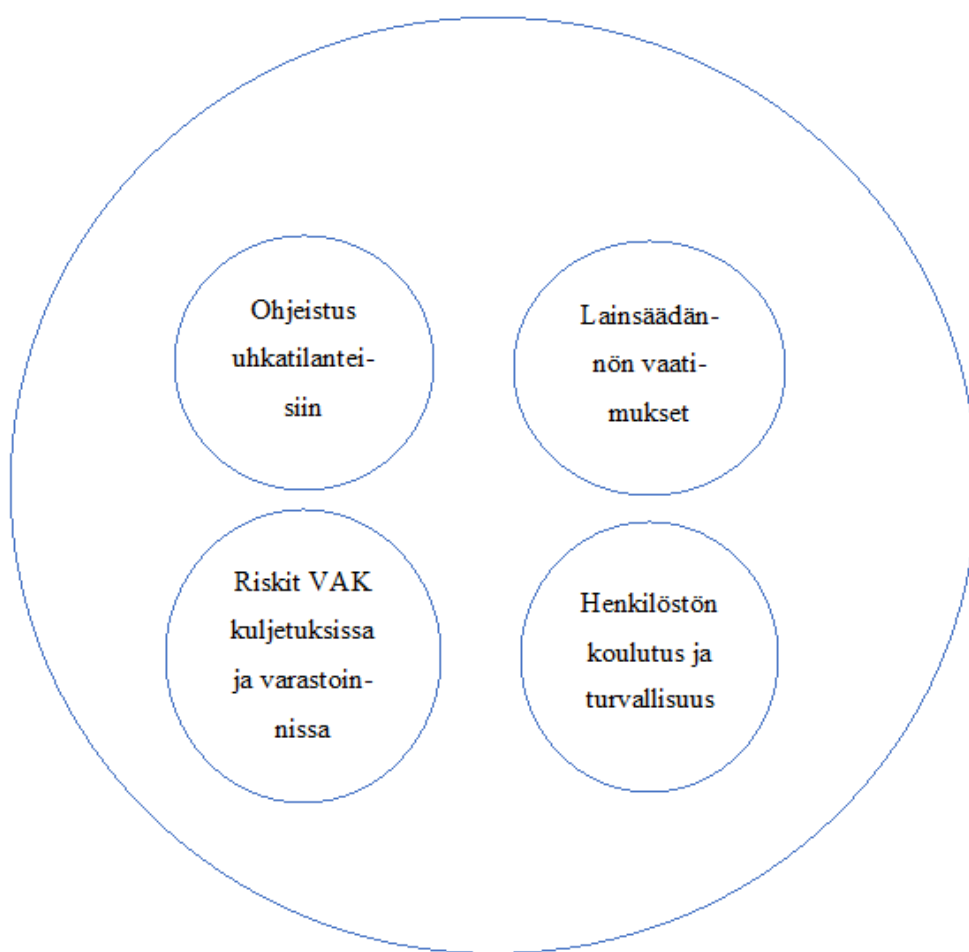 Ohjeistus
uhkatilantei-
siin
Lainsäädän-
nön vaati-
mukset
Riskit VAK
kuljetuksissa
ja varastoin-
nissa
Henkilöstön
koulutus ja
turvallisuus